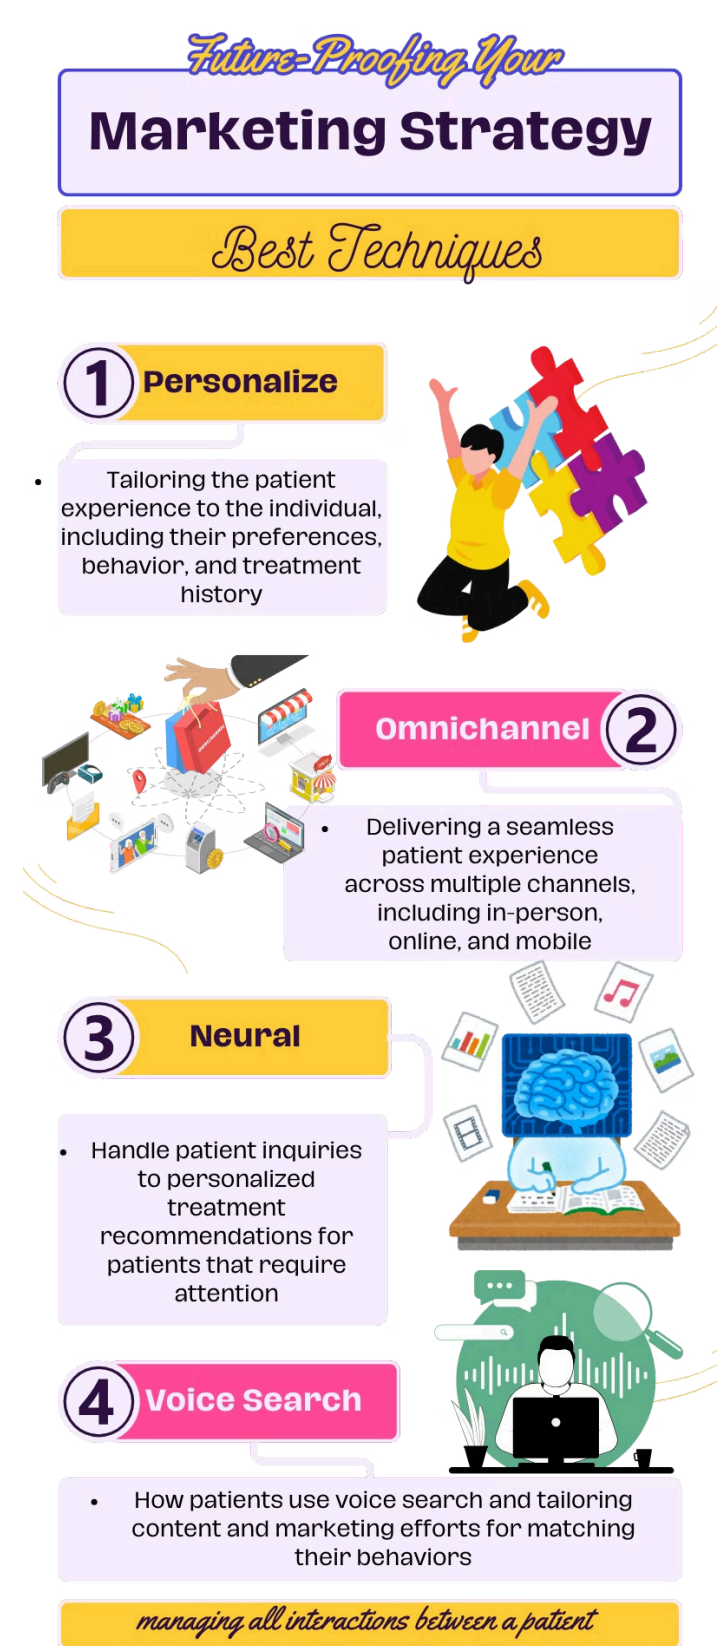 Future-Proofing Your
Marketing Strategy
Best Techniques
1 Personalize
• Tailoring the patient
experience to the individual,
including their preferences,
behavior, and treatment
history
Omnichannel 2
• Delivering a seamless
patient experience
across multiple channels,
including in-person,
online, and mobile
3 Neural
• Handle patient inquiries
to personalized
treatment
recommendations for
patients that require
attention
4 Voice Search
• How patients use voice search and tailoring
content and marketing efforts for matching
their behaviors
managing all interactions between a patient